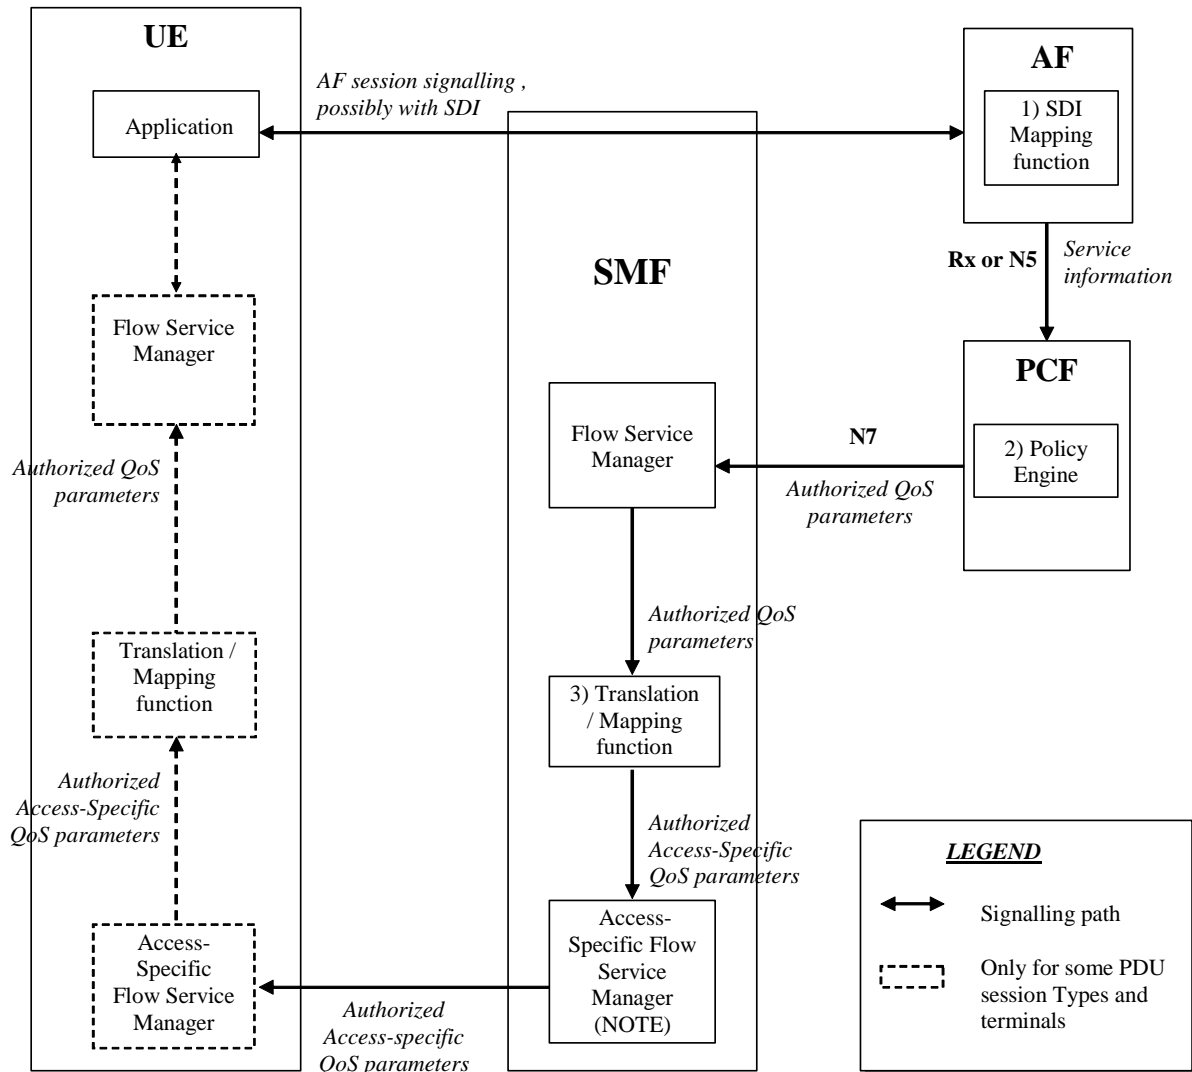 UE
Application
Flow Service
Manager
Authorized QoS
parameters
Translation /
Mapping
function
Authorized
Access-Specific
QoS parameters
Access-
Specific
Flow Service
Manager
AF session signalling ,
possibly with SDI
SMF
Flow Service
Manager
Authorized QoS
parameters
3) Translation
/ Mapping
function
Authorized
Access-Specific
QoS parameters
Access-
Specific Flow
Service
Manager
(NOTE)
Authorized
Access-specific
QoS parameters
AF
1) SDI
Mapping
function
Rx or N5
Service
information
PCF
2) Policy
Engine
N7
Authorized QoS
parameters
LEGEND
Signalling path
Only for some PDU
session Types and
terminals